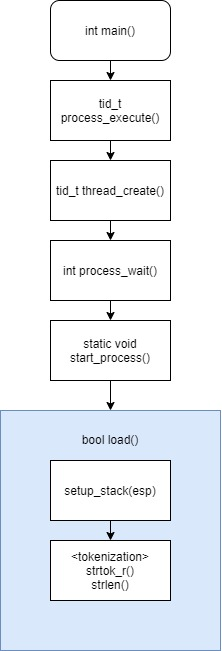 int main()
tid_t
process_execute()
tid_t thread_create()
int process_wait()
static void
start_process()
bool load()
setup_stack(esp)
<tokenization>
strtok_r()
strlen()